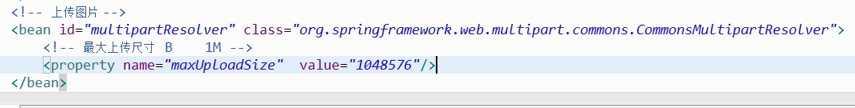 <!-- 上传图片 -->
<bean id="multipartResolver" class="org.springframework.web.multipart.commons.CommonsMultipartResolver">
<!-- 最大上传尺寸 B    1M -->
<property name="maxUploadSize"  value="1048576"/>
</bean>